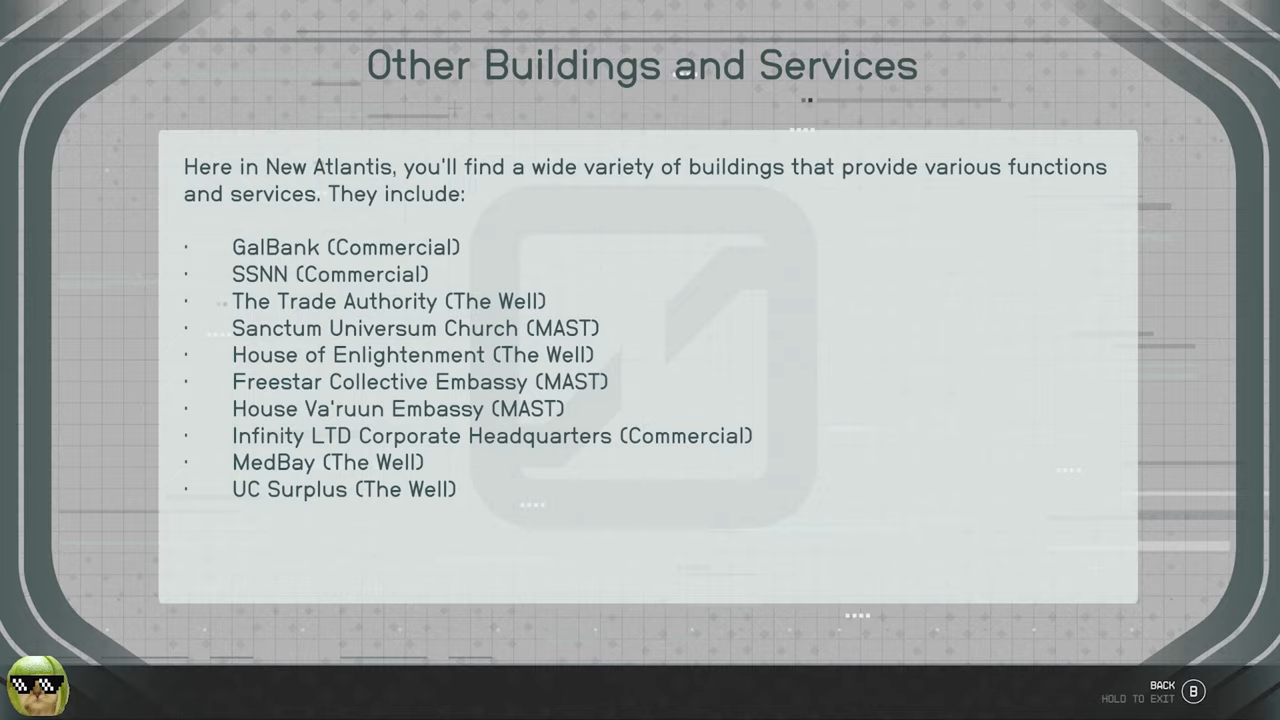 Other Buildings and Services
Here in New Atlantis, you'll find a wide variety of buildings that provide various functions
and services. They include:
· GalBank (Commercial)
· SSNN (Commercial)
· The Trade Authority (The Well)
· Sanctum Universum Church (MAST)
· House of Enlightenment (The Well)
· Freestar Collective Embassy (MAST)
· House Va'ruun Embassy (MAST)
· Infinity LTD Corporate Headquarters (Commercial)
· MedBay (The Well)
· UC Surplus (The Well)
BACK
HOLD TO EXIT
B